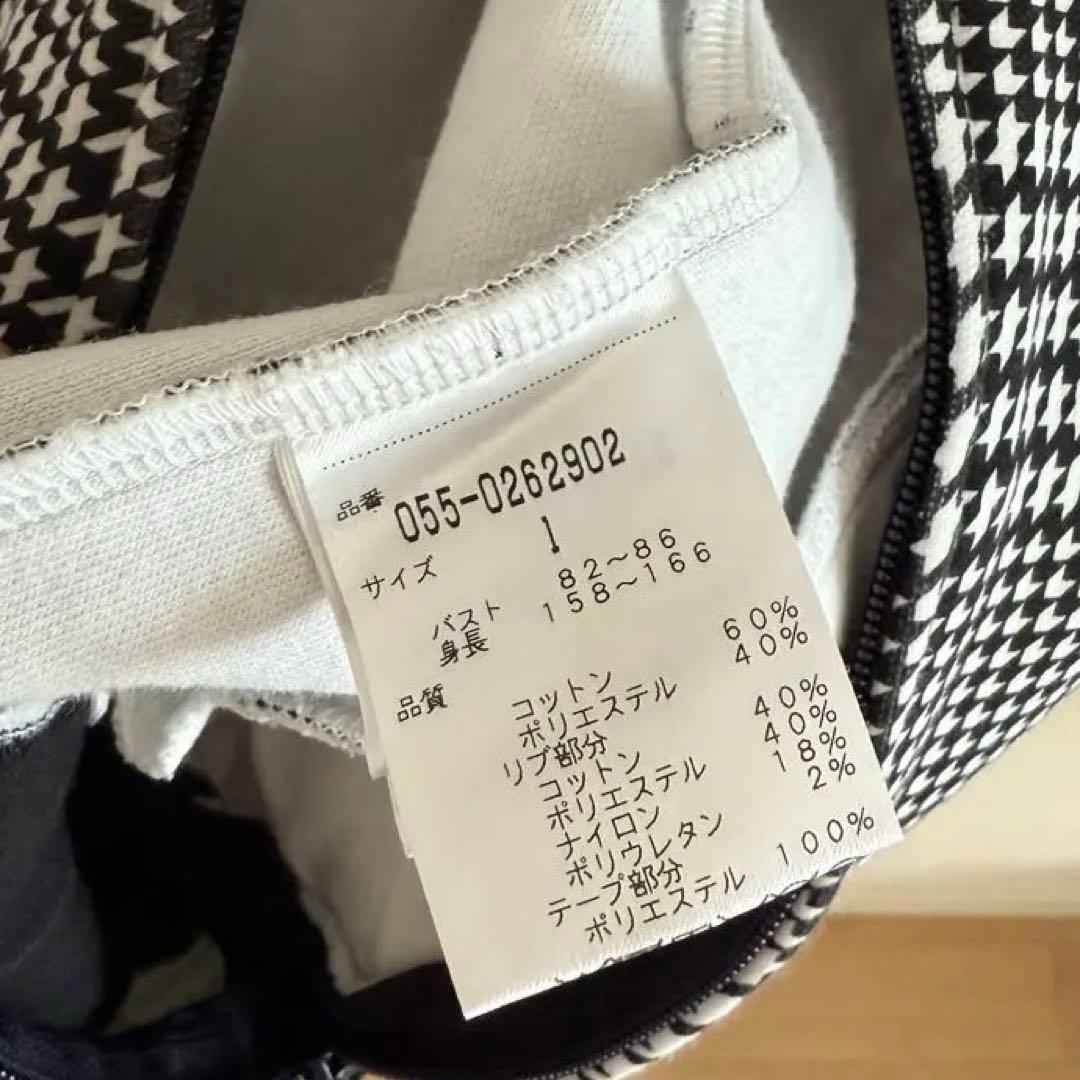 品番 055-0262902
サイズ 1
バスト 82～86
身長 158～166
品質
コットン 60%
ポリエステル 40%
リブ部分
コットン 40%
ポリエステル 40%
ナイロン 18%
ポリウレタン 2%
テープ部分
ポリエステル 100%